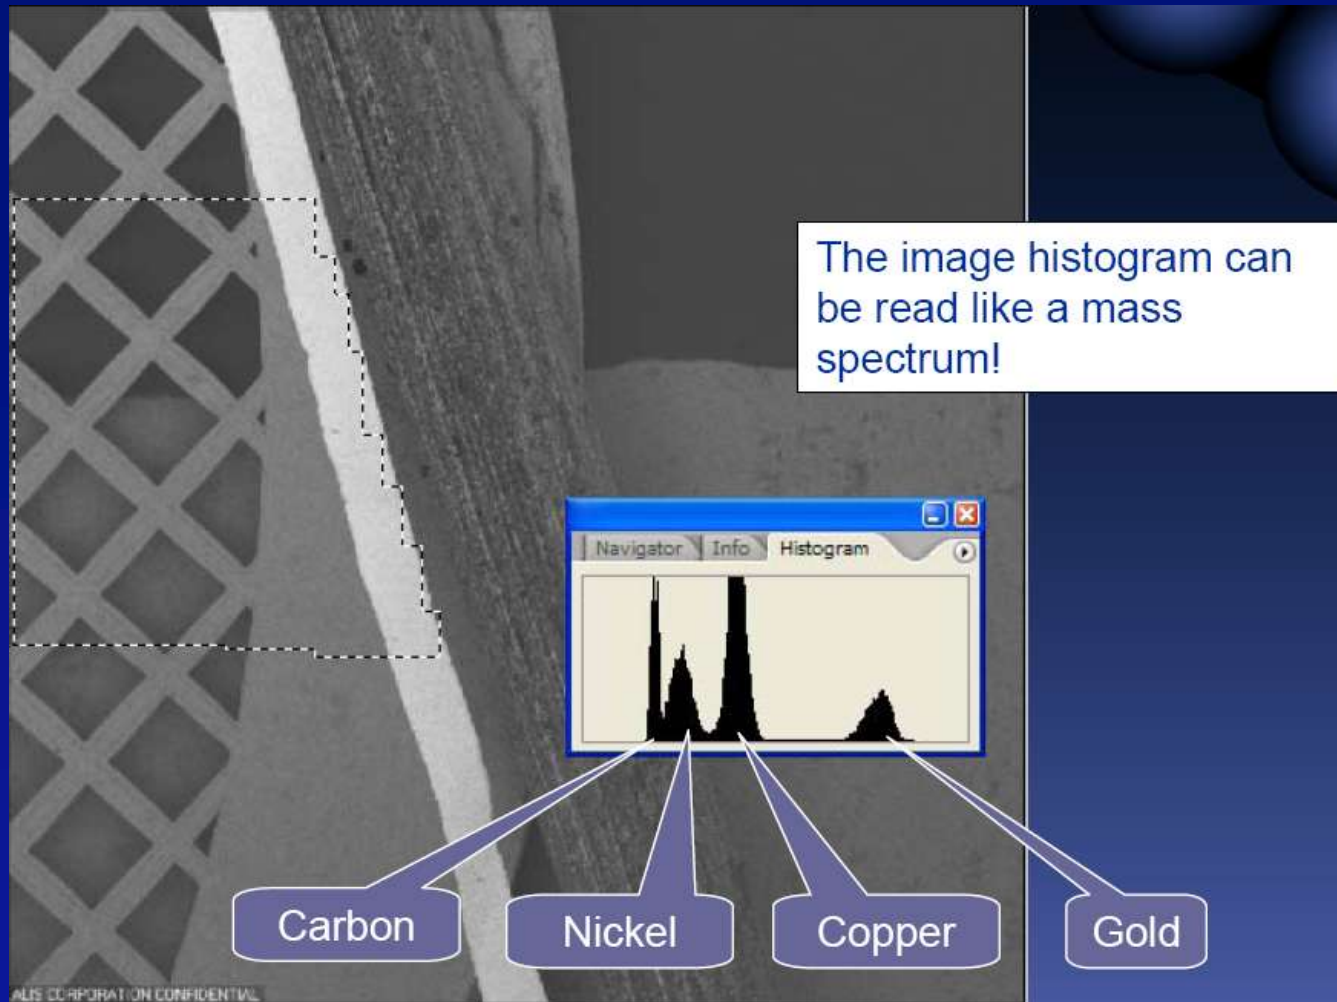 The image histogram can
be read like a mass
spectrum!
Navigator Info Histogram
Carbon Nickel Copper Gold
ALIS CORPORATION CONFIDENTIAL